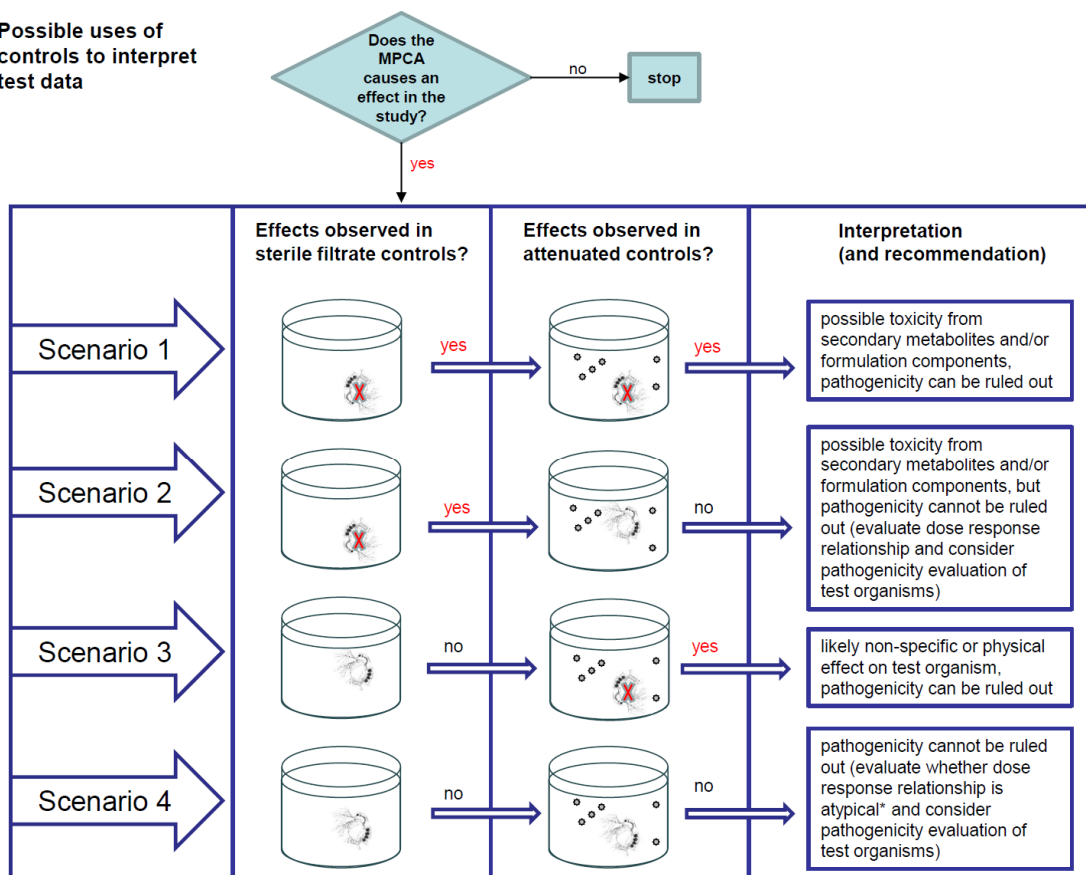 Possible uses of
controls to interpret
test data
Does the
MPCA
causes an
effect in the
study?
no
stop
yes
Effects observed in
sterile filtrate controls?
Effects observed in
attenuated controls?
Interpretation
(and recommendation)
Scenario 1
yes
yes
possible toxicity from
secondary metabolites and/or
formulation components,
pathogenicity can be ruled out
Scenario 2
yes
no
possible toxicity from
secondary metabolites and/or
formulation components, but
pathogenicity cannot be ruled
out (evaluate dose response
relationship and consider
pathogenicity evaluation of
test organisms)
Scenario 3
no
yes
likely non-specific or physical
effect on test organism,
pathogenicity can be ruled out
Scenario 4
no
no
pathogenicity cannot be ruled
out (evaluate whether dose
response relationship is
atypical* and consider
pathogenicity evaluation of
test organisms)